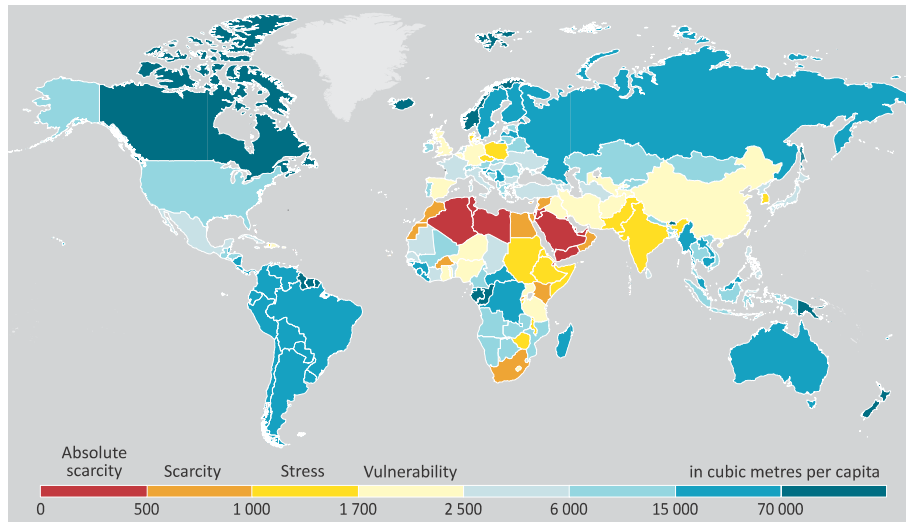 Absolute
scarcity
Scarcity
Stress
Vulnerability
in cubic metres per capita
0
500
1 000
1 700
2 500
6 000
15 000
70 000